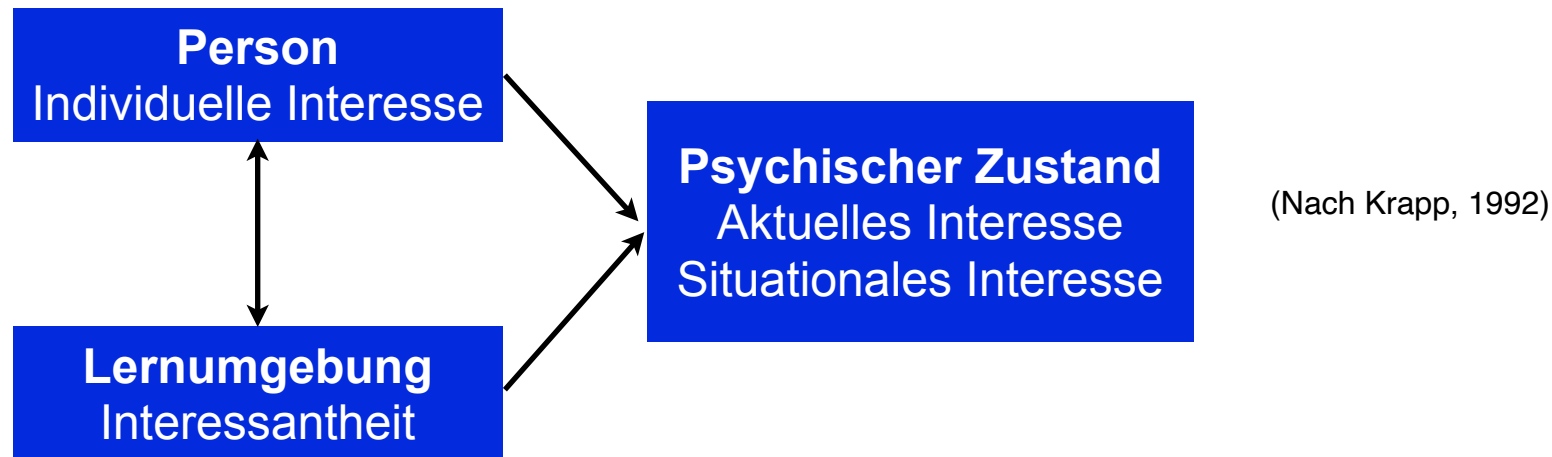 Person
Individuelle Interesse
Psychischer Zustand
Aktuelles Interesse
Situationales Interesse
(Nach Krapp, 1992)
Lernumgebung
Interessantheit